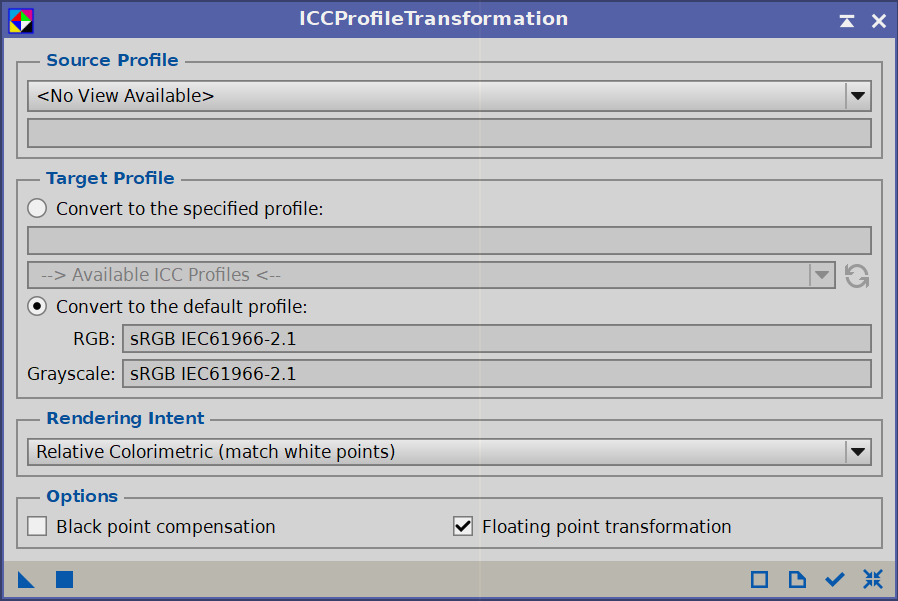 ICCProfileTransformation
Source Profile
<No View Available>
Target Profile
Convert to the specified profile:
--> Available ICC Profiles <--
Convert to the default profile:
RGB: sRGB IEC61966-2.1
Grayscale: sRGB IEC61966-2.1
Rendering Intent
Relative Colorimetric (match white points)
Options
Black point compensation Floating point transformation